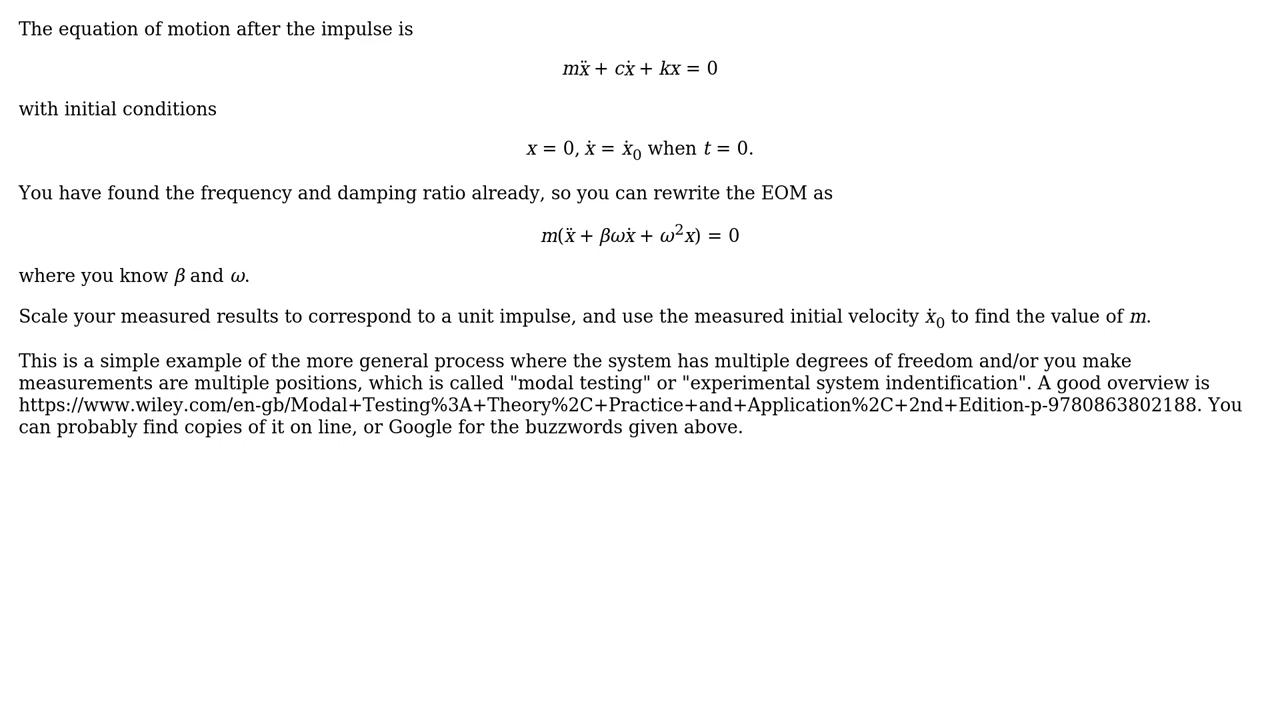 The equation of motion after the impulse is
mẍ + cẋ + kx = 0
with initial conditions
x = 0, ẋ = ẋ₀ when t = 0.
You have found the frequency and damping ratio already, so you can rewrite the EOM as
m(ẍ + βωẋ + ω²x) = 0
where you know β and ω.
Scale your measured results to correspond to a unit impulse, and use the measured initial velocity ẋ₀ to find the value of m.
This is a simple example of the more general process where the system has multiple degrees of freedom and/or you make
measurements are multiple positions, which is called "modal testing" or "experimental system indentification". A good overview is
https://www.wiley.com/en-gb/Modal+Testing%3A+Theory%2C+Practice+and+Application%2C+2nd+Edition-p-9780863802188. You
can probably find copies of it on line, or Google for the buzzwords given above.